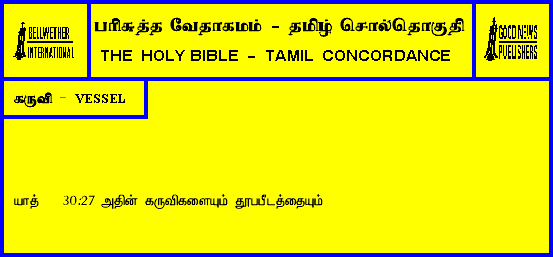 BELLWETHER
INTERNATIONAL
பரிசுத்த வேதாகமம் - தமிழ் சொல்தொகுதி
THE HOLY BIBLE - TAMIL CONCORDANCE
GOOD NEWS
PUBLISHERS
கருவி - VESSEL
யாத் 30:27 அதின் கருவிகளையும் தூபபீடத்தையும்